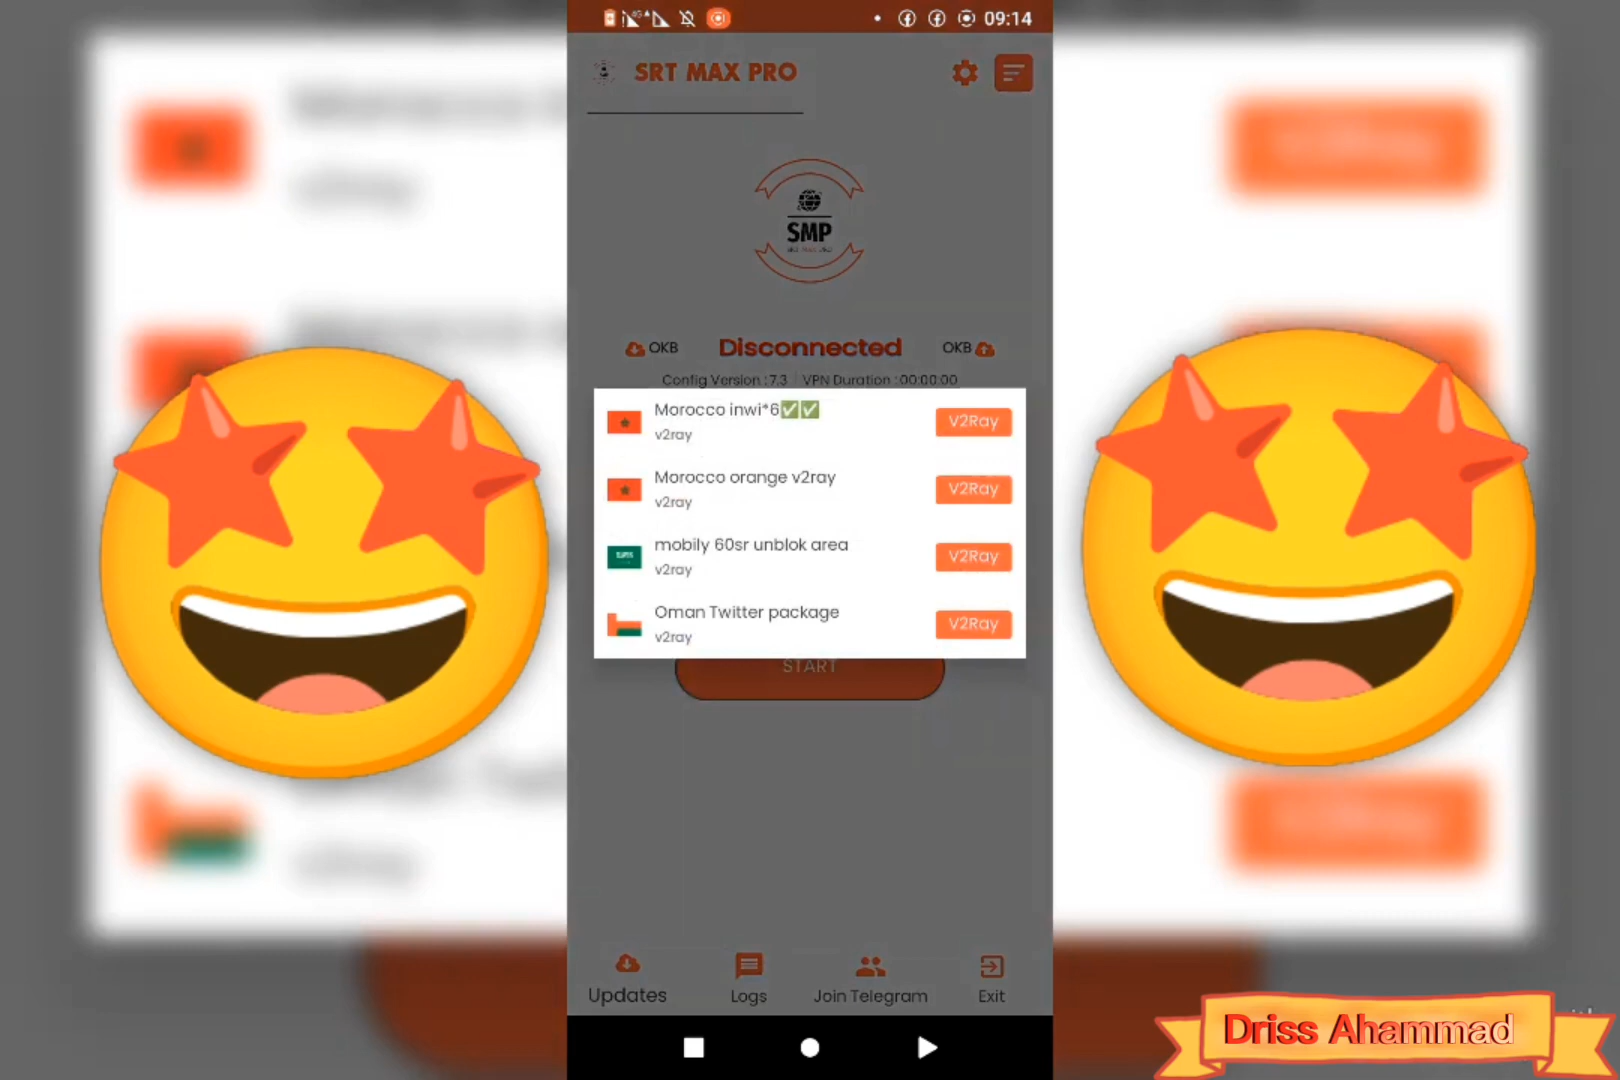 09:14
SRT MAX PRO
SMP
0KB Disconnected 0KB
Config Version : 7.3 VPN Duration : 00:00:00
Morocco inwi*6✅✅
v2ray
V2Ray
Morocco orange v2ray
v2ray
V2Ray
mobily 60sr unblok area
v2ray
V2Ray
Oman Twitter package
v2ray
V2Ray
START
Updates Logs Join Telegram Exit
Driss Ahammad